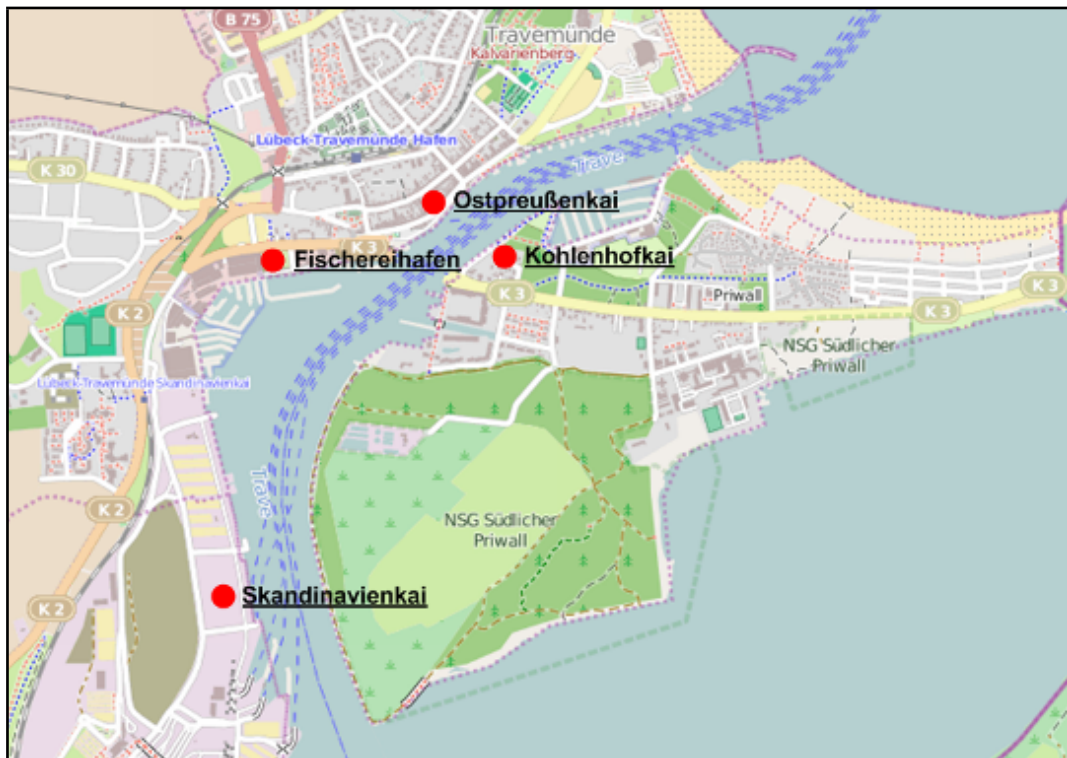 B 75
Travemünde
Kalvarienberg
Lübeck-Travemünde Hafen
Trave
K 30
Ostpreußenkai
K 3
Fischereihafen
Kohlenhofkai
K 3
Priwall
K 3
K 3
K 2
NSG Südlicher
Priwall
Lübeck-Travemünde Skandinavienkai
Trave
K 2
NSG Südlicher
Priwall
Skandinavienkai
K 2